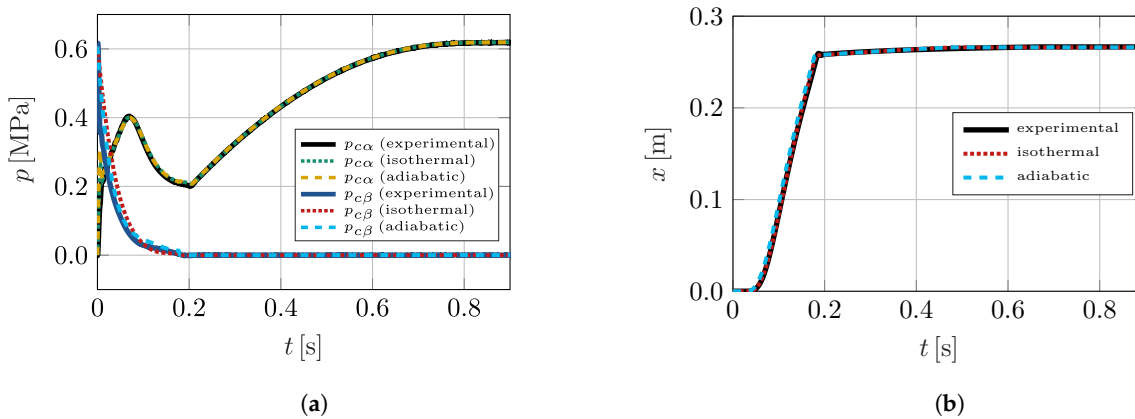 0.6
0.4
0.2
0.0
p [MPa]
0
0.2
0.4
0.6
0.8
t [s]
p_cα (experimental)
p_cα (isothermal)
p_cα (adiabatic)
p_cβ (experimental)
p_cβ (isothermal)
p_cβ (adiabatic)
(a)
0.3
0.2
0.1
0.0
x [m]
0
0.2
0.4
0.6
0.8
t [s]
experimental
isothermal
adiabatic
(b)